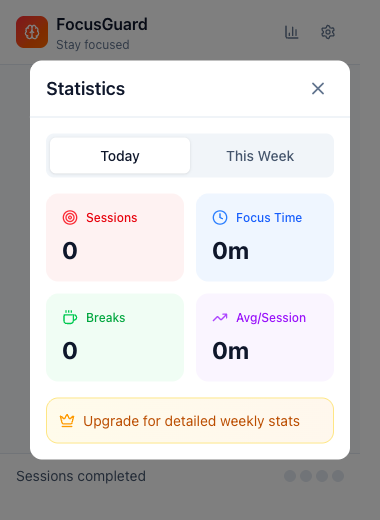 FocusGuard
Stay focused
Statistics
Today
This Week
Sessions
0
Focus Time
0m
Breaks
0
Avg/Session
0m
Upgrade for detailed weekly stats
Sessions completed